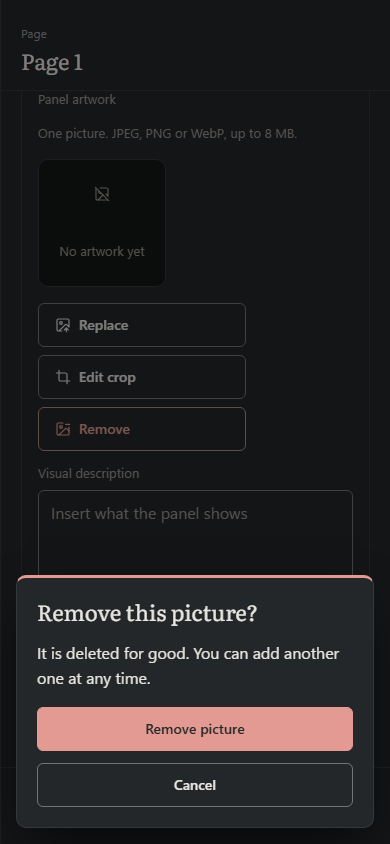 Page
Page 1
Panel artwork
One picture. JPEG, PNG or WebP, up to 8 MB.
No artwork yet
Replace
Edit crop
Remove
Visual description
Insert what the panel shows
Remove this picture?
It is deleted for good. You can add another
one at any time.
Remove picture
Cancel